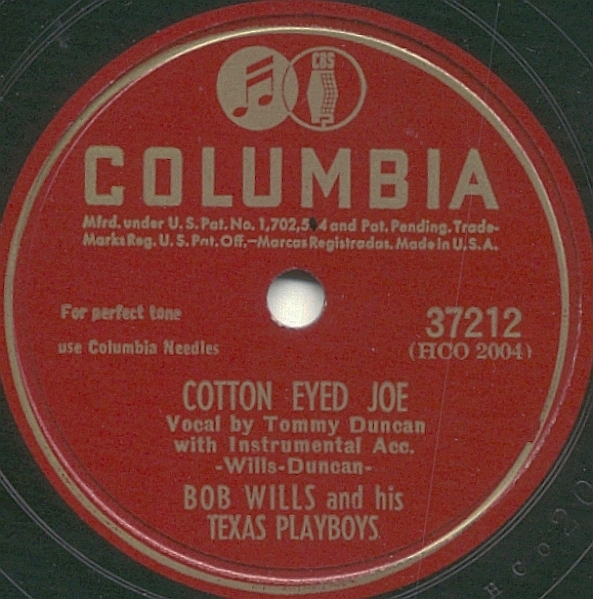 CBS
COLUMBIA
Mfrd. under U.S. Pat. No. 1,702,5 4 and Pat. Pending. Trade-
Marks Reg. U.S. Pat. Off.—Marcas Registradas. Made in U.S.A.
For perfect tone
use Columbia Needles
37212
(HCO 2004)
COTTON EYED JOE
Vocal by Tommy Duncan
with Instrumental Acc.
-Wills-Duncan-
BOB WILLS and his
TEXAS PLAYBOYS